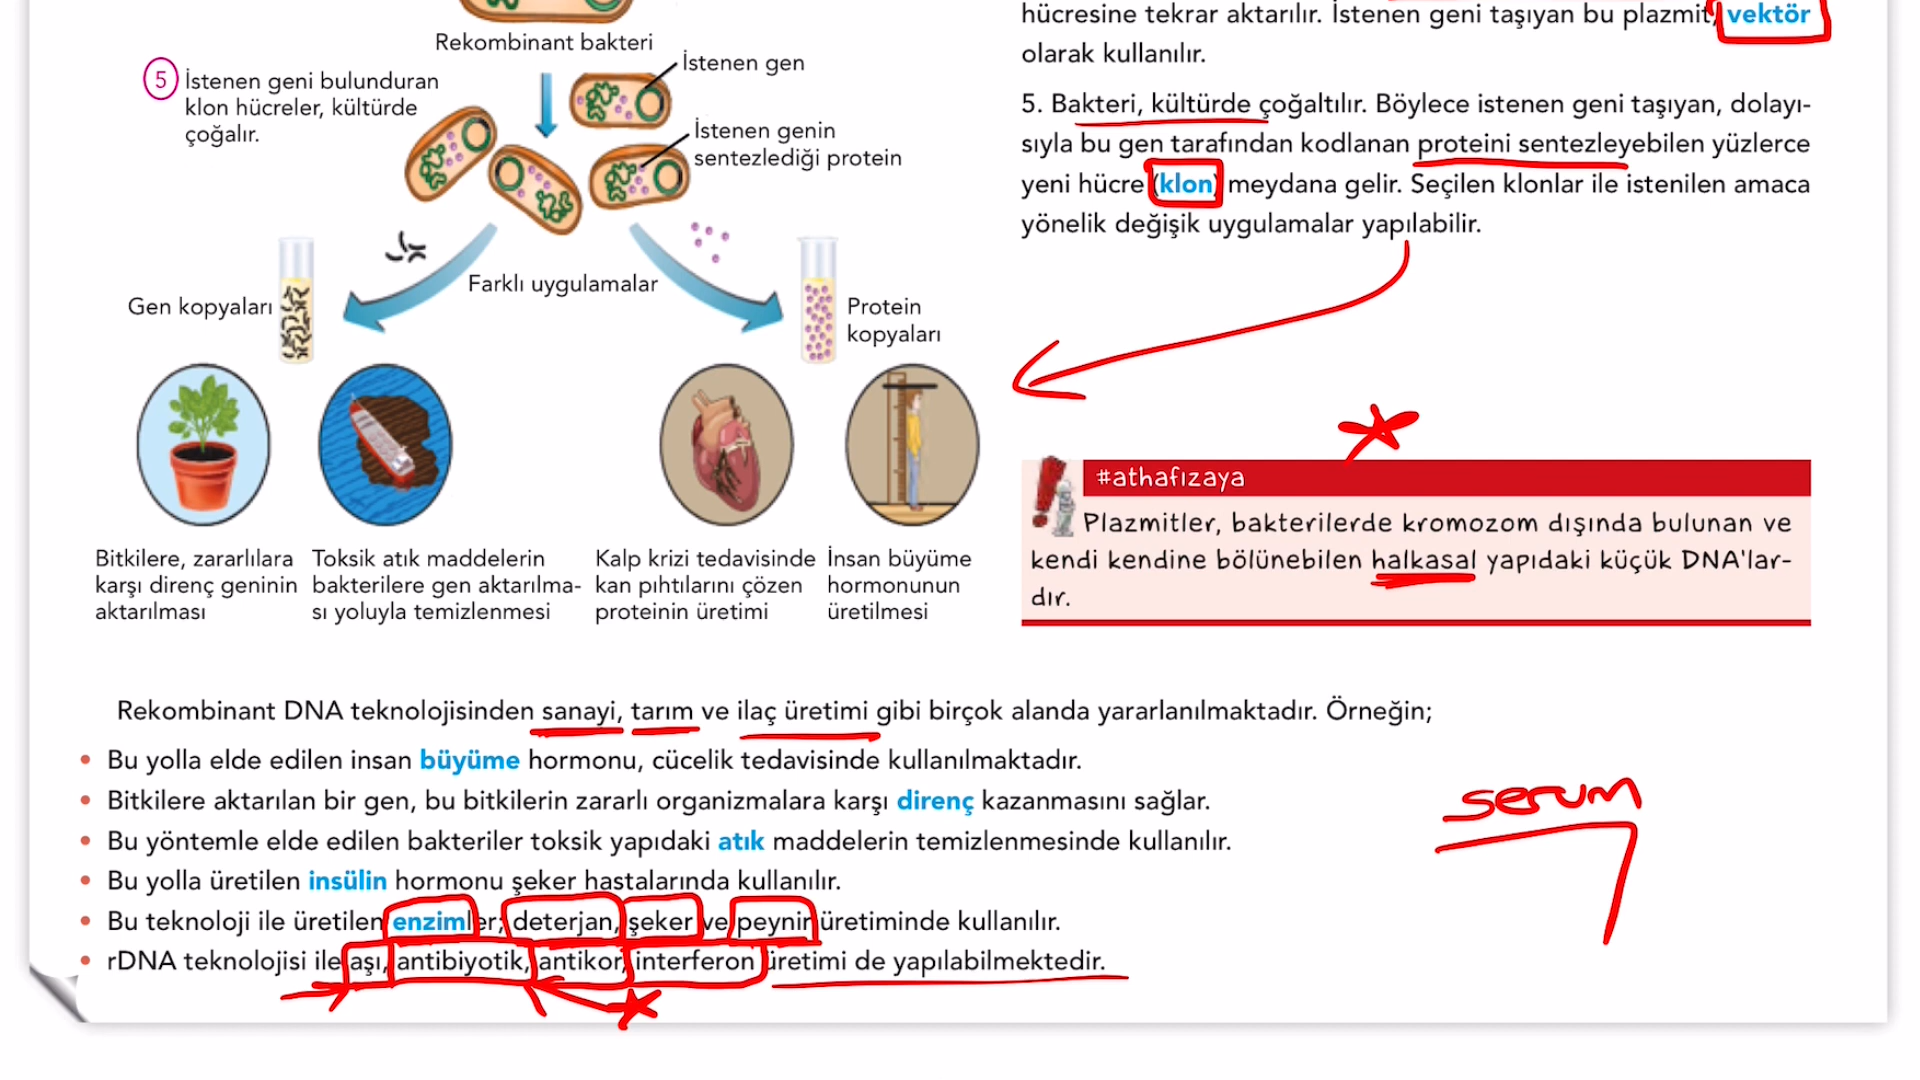 Rekombinant bakteri
5 İstenen geni bulunduran
klon hücreler, kültürde
çoğalır.
İstenen gen
İstenen genin
sentezlediği protein
Gen kopyaları
Farklı uygulamalar
Protein
kopyaları
Bitkilere, zararlılara
karşı direnç geninin
aktarılması
Toksik atık maddelerin
bakterilere gen aktarılma-
sı yoluyla temizlenmesi
Kalp krizi tedavisinde
kan pıhtılarını çözen
proteinin üretimi
İnsan büyüme
hormonunun
üretilmesi
hücresine tekrar aktarılır. İstenen geni taşıyan bu plazmit, vektör
olarak kullanılır.
5. Bakteri, kültürde çoğaltılır. Böylece istenen geni taşıyan, dolayı-
sıyla bu gen tarafından kodlanan proteini sentezleyebilen yüzlerce
yeni hücre (klon) meydana gelir. Seçilen klonlar ile istenilen amaca
yönelik değişik uygulamalar yapılabilir.
#athafızaya
Plazmitler, bakterilerde kromozom dışında bulunan ve
kendi kendine bölünebilen halkasal yapıdaki küçük DNA'lar-
dır.
Rekombinant DNA teknolojisinden sanayi, tarım ve ilaç üretimi gibi birçok alanda yararlanılmaktadır. Örneğin;
• Bu yolla elde edilen insan büyüme hormonu, cücelik tedavisinde kullanılmaktadır.
• Bitkilere aktarılan bir gen, bu bitkilerin zararlı organizmalara karşı direnç kazanmasını sağlar.
• Bu yöntemle elde edilen bakteriler toksik yapıdaki atık maddelerin temizlenmesinde kullanılır.
• Bu yolla üretilen insülin hormonu şeker hastalarında kullanılır.
• Bu teknoloji ile üretilen enzimler; deterjan, şeker ve peynir üretiminde kullanılır.
• rDNA teknolojisi ile aşı, antibiyotik, antikor, interferon üretimi de yapılabilmektedir.
serum